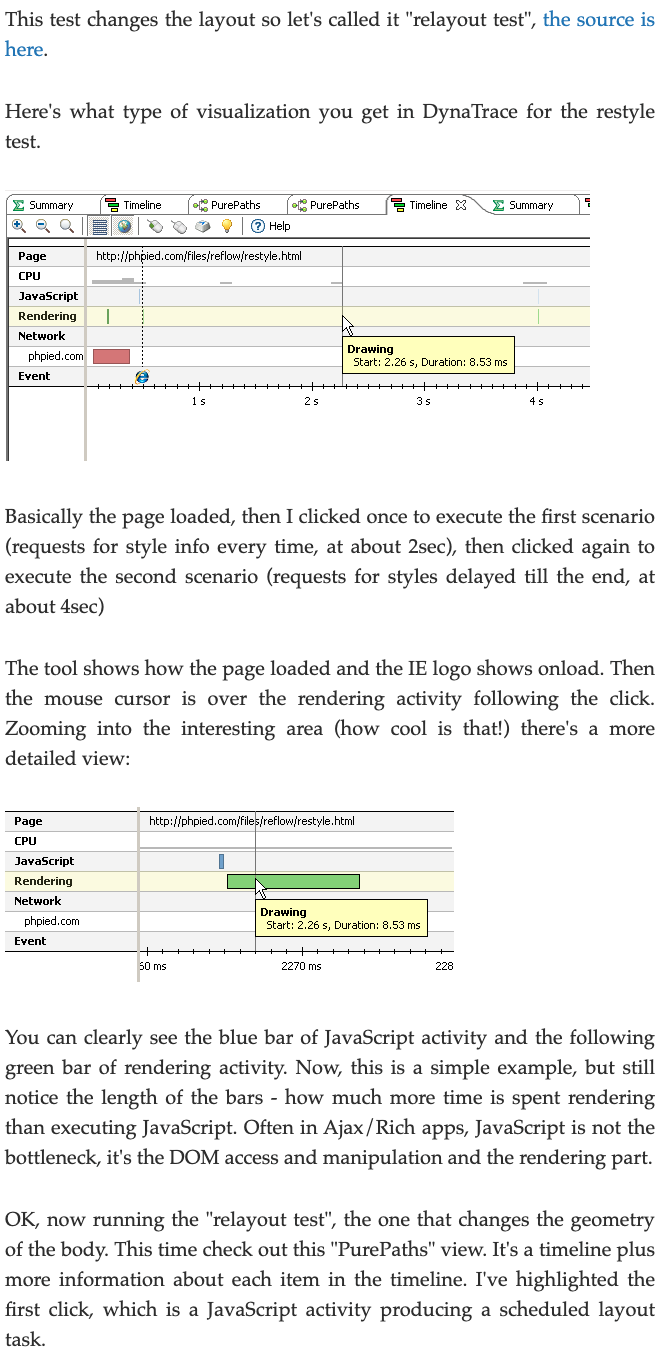 This test changes the layout so let's called it "relayout test", the source is
here.
Here's what type of visualization you get in DynaTrace for the restyle
test.
Summary Timeline PurePaths PurePaths Timeline Summary
Help
Page http://phpied.com/files/reflow/restyle.html
CPU
JavaScript
Rendering
Network
Drawing
phpied.com Start: 2.26 s, Duration: 8.53 ms
Event
1 s 2 s 3 s 4 s
Basically the page loaded, then I clicked once to execute the first scenario
(requests for style info every time, at about 2sec), then clicked again to
execute the second scenario (requests for styles delayed till the end, at
about 4sec)
The tool shows how the page loaded and the IE logo shows onload. Then
the mouse cursor is over the rendering activity following the click.
Zooming into the interesting area (how cool is that!) there's a more
detailed view:
Page http://phpied.com/files/reflow/restyle.html
CPU
JavaScript
Rendering
Network
Drawing
phpied.com Start: 2.26 s, Duration: 8.53 ms
Event
60 ms 2270 ms 228
You can clearly see the blue bar of JavaScript activity and the following
green bar of rendering activity. Now, this is a simple example, but still
notice the length of the bars - how much more time is spent rendering
than executing JavaScript. Often in Ajax/Rich apps, JavaScript is not the
bottleneck, it's the DOM access and manipulation and the rendering part.
OK, now running the "relayout test", the one that changes the geometry
of the body. This time check out this "PurePaths" view. It's a timeline plus
more information about each item in the timeline. I've highlighted the
first click, which is a JavaScript activity producing a scheduled layout
task.